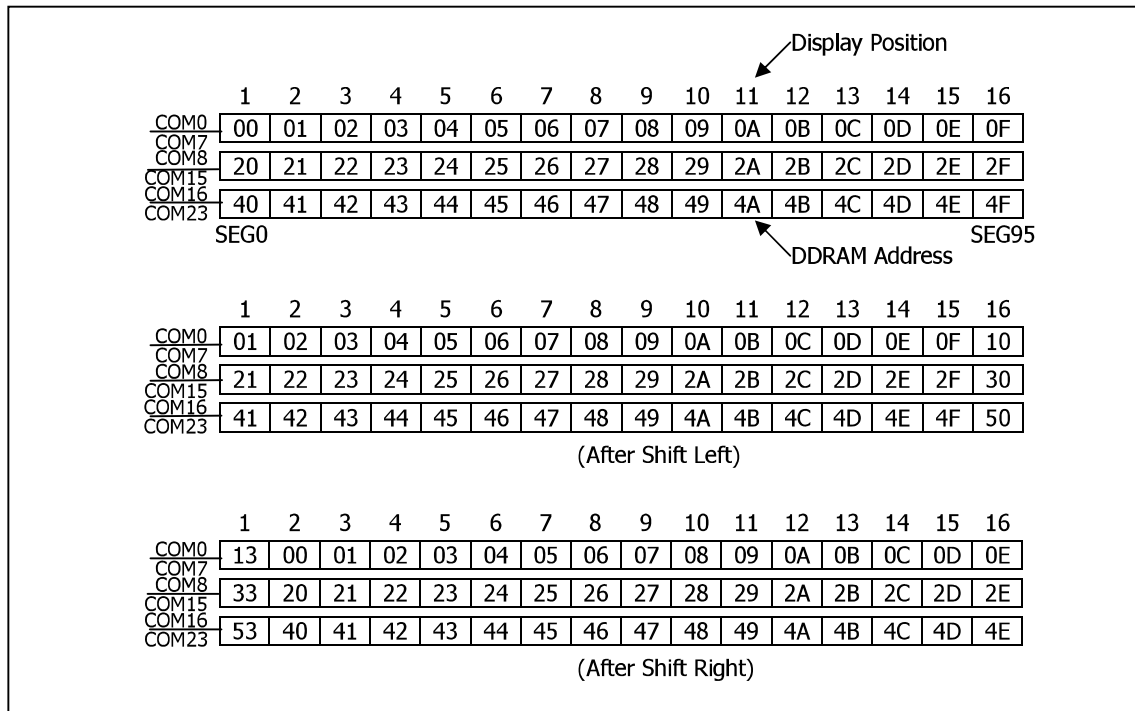 Display Position
1 2 3 4 5 6 7 8 9 10 11 12 13 14 15 16
COM0
COM7
00 01 02 03 04 05 06 07 08 09 0A 0B 0C 0D 0E 0F
COM8
COM15
20 21 22 23 24 25 26 27 28 29 2A 2B 2C 2D 2E 2F
COM16
COM23
40 41 42 43 44 45 46 47 48 49 4A 4B 4C 4D 4E 4F
SEG0 SEG95
DDRAM Address
1 2 3 4 5 6 7 8 9 10 11 12 13 14 15 16
COM0
COM7
01 02 03 04 05 06 07 08 09 0A 0B 0C 0D 0E 0F 10
COM8
COM15
21 22 23 24 25 26 27 28 29 2A 2B 2C 2D 2E 2F 30
COM16
COM23
41 42 43 44 45 46 47 48 49 4A 4B 4C 4D 4E 4F 50
(After Shift Left)
1 2 3 4 5 6 7 8 9 10 11 12 13 14 15 16
COM0
COM7
13 00 01 02 03 04 05 06 07 08 09 0A 0B 0C 0D 0E
COM8
COM15
33 20 21 22 23 24 25 26 27 28 29 2A 2B 2C 2D 2E
COM16
COM23
53 40 41 42 43 44 45 46 47 48 49 4A 4B 4C 4D 4E
(After Shift Right)